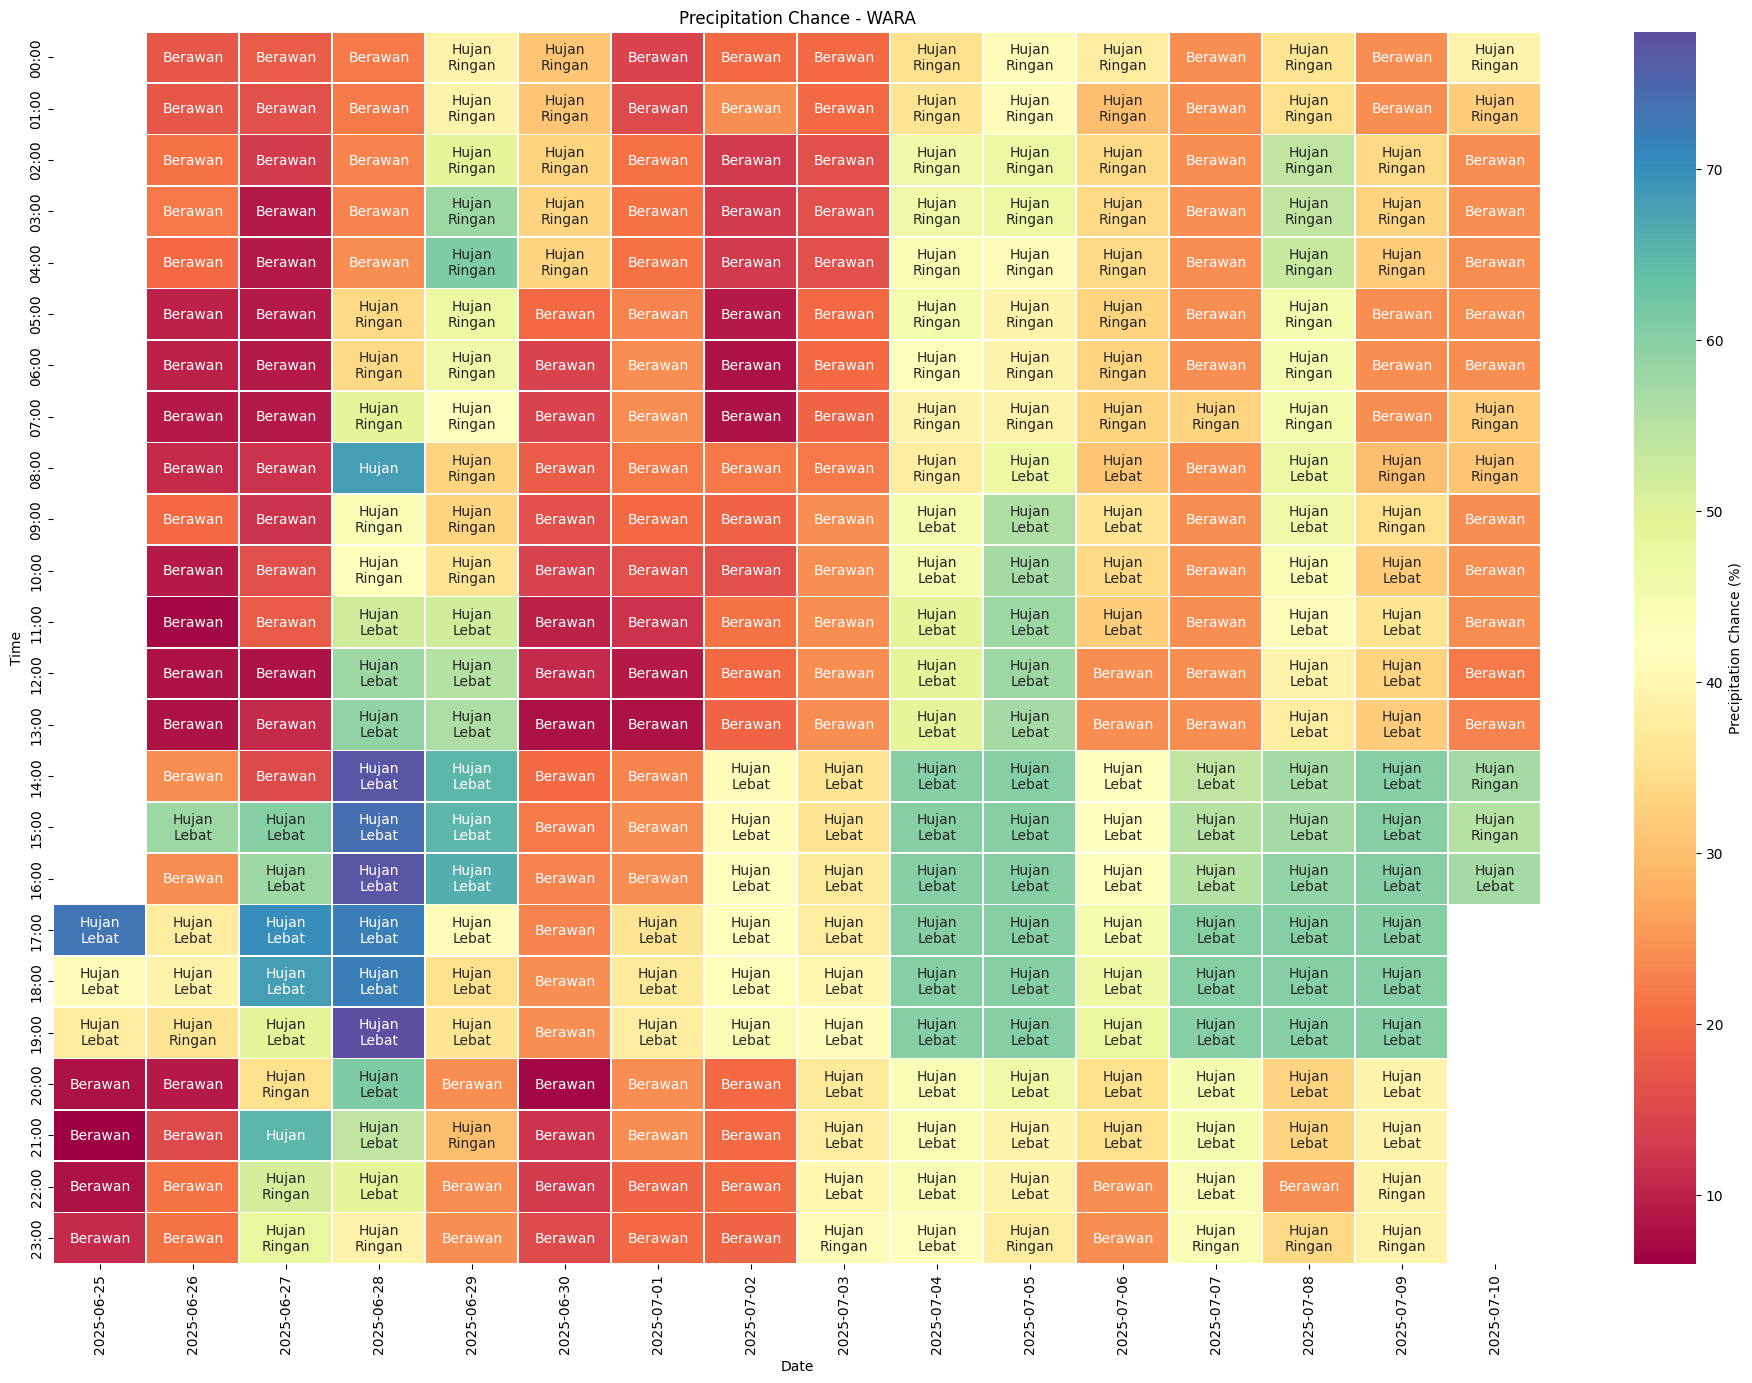 Precipitation Chance - WARA
00:00 Berawan Berawan Berawan Hujan Ringan Hujan Ringan Berawan Berawan Berawan Hujan Ringan Hujan Ringan Hujan Ringan Berawan Hujan Ringan Berawan Hujan Ringan
01:00 Berawan Berawan Berawan Hujan Ringan Hujan Ringan Berawan Berawan Berawan Hujan Ringan Hujan Ringan Hujan Ringan Berawan Hujan Ringan Berawan Hujan Ringan
02:00 Berawan Berawan Berawan Hujan Ringan Hujan Ringan Berawan Berawan Berawan Hujan Ringan Hujan Ringan Hujan Ringan Berawan Hujan Ringan Hujan Ringan Berawan
03:00 Berawan Berawan Berawan Hujan Ringan Hujan Ringan Berawan Berawan Berawan Hujan Ringan Hujan Ringan Hujan Ringan Berawan Hujan Ringan Hujan Ringan Berawan
04:00 Berawan Berawan Berawan Hujan Ringan Hujan Ringan Berawan Berawan Berawan Hujan Ringan Hujan Ringan Hujan Ringan Berawan Hujan Ringan Hujan Ringan Berawan
05:00 Berawan Berawan Hujan Ringan Hujan Ringan Berawan Berawan Berawan Berawan Hujan Ringan Hujan Ringan Hujan Ringan Berawan Hujan Ringan Berawan Berawan
06:00 Berawan Berawan Hujan Ringan Hujan Ringan Berawan Berawan Berawan Berawan Hujan Ringan Hujan Ringan Hujan Ringan Berawan Hujan Ringan Berawan Berawan
07:00 Berawan Berawan Hujan Ringan Hujan Ringan Berawan Berawan Berawan Berawan Hujan Ringan Hujan Ringan Hujan Ringan Hujan Ringan Hujan Ringan Berawan Hujan Ringan
08:00 Berawan Berawan Hujan Hujan Ringan Berawan Berawan Berawan Berawan Hujan Ringan Hujan Lebat Hujan Lebat Berawan Hujan Lebat Hujan Ringan Hujan Ringan
09:00 Berawan Berawan Hujan Ringan Hujan Ringan Berawan Berawan Berawan Berawan Hujan Lebat Hujan Lebat Hujan Lebat Berawan Hujan Lebat Hujan Ringan Berawan
10:00 Berawan Berawan Hujan Ringan Hujan Ringan Berawan Berawan Berawan Berawan Hujan Lebat Hujan Lebat Hujan Lebat Berawan Hujan Lebat Hujan Lebat Berawan
11:00 Berawan Berawan Hujan Lebat Hujan Lebat Berawan Berawan Berawan Berawan Hujan Lebat Hujan Lebat Hujan Lebat Berawan Hujan Lebat Hujan Lebat Berawan
12:00 Berawan Berawan Hujan Lebat Hujan Lebat Berawan Berawan Berawan Berawan Hujan Lebat Hujan Lebat Berawan Berawan Hujan Lebat Hujan Lebat Berawan
13:00 Berawan Berawan Hujan Lebat Hujan Lebat Berawan Berawan Berawan Berawan Hujan Lebat Hujan Lebat Berawan Berawan Hujan Lebat Hujan Lebat Berawan
14:00 Berawan Berawan Hujan Lebat Hujan Lebat Berawan Berawan Hujan Lebat Hujan Lebat Hujan Lebat Hujan Lebat Hujan Lebat Hujan Lebat Hujan Lebat Hujan Lebat Hujan Ringan
15:00 Hujan Lebat Hujan Lebat Hujan Lebat Hujan Lebat Berawan Berawan Hujan Lebat Hujan Lebat Hujan Lebat Hujan Lebat Hujan Lebat Hujan Lebat Hujan Lebat Hujan Lebat Hujan Ringan
16:00 Berawan Hujan Lebat Hujan Lebat Hujan Lebat Berawan Berawan Hujan Lebat Hujan Lebat Hujan Lebat Hujan Lebat Hujan Lebat Hujan Lebat Hujan Lebat Hujan Lebat Hujan Lebat
17:00 Hujan Lebat Hujan Lebat Hujan Lebat Hujan Lebat Hujan Lebat Berawan Hujan Lebat Hujan Lebat Hujan Lebat Hujan Lebat Hujan Lebat Hujan Lebat Hujan Lebat Hujan Lebat Hujan Lebat
18:00 Hujan Lebat Hujan Lebat Hujan Lebat Hujan Lebat Hujan Lebat Berawan Hujan Lebat Hujan Lebat Hujan Lebat Hujan Lebat Hujan Lebat Hujan Lebat Hujan Lebat Hujan Lebat Hujan Lebat
19:00 Hujan Lebat Hujan Ringan Hujan Lebat Hujan Lebat Hujan Lebat Berawan Hujan Lebat Hujan Lebat Hujan Lebat Hujan Lebat Hujan Lebat Hujan Lebat Hujan Lebat Hujan Lebat Hujan Lebat
20:00 Berawan Berawan Hujan Ringan Hujan Lebat Berawan Berawan Berawan Berawan Hujan Lebat Hujan Lebat Hujan Lebat Hujan Lebat Hujan Lebat Hujan Lebat Hujan Lebat
21:00 Berawan Berawan Hujan Hujan Lebat Hujan Ringan Berawan Berawan Berawan Hujan Lebat Hujan Lebat Hujan Lebat Hujan Lebat Hujan Lebat Hujan Lebat Hujan Lebat
22:00 Berawan Berawan Hujan Ringan Hujan Lebat Berawan Berawan Berawan Berawan Hujan Lebat Hujan Lebat Hujan Lebat Berawan Hujan Lebat Berawan Hujan Ringan
23:00 Berawan Berawan Hujan Ringan Hujan Ringan Berawan Berawan Berawan Berawan Hujan Ringan Hujan Lebat Hujan Ringan Berawan Hujan Ringan Hujan Ringan Hujan Ringan
Time
2025-06-25 2025-06-26 2025-06-27 2025-06-28 2025-06-29 2025-06-30 2025-07-01 2025-07-02 2025-07-03 2025-07-04 2025-07-05 2025-07-06 2025-07-07 2025-07-08 2025-07-09 2025-07-10
Date
70
60
50
40
30
20
10
Precipitation Chance (%)